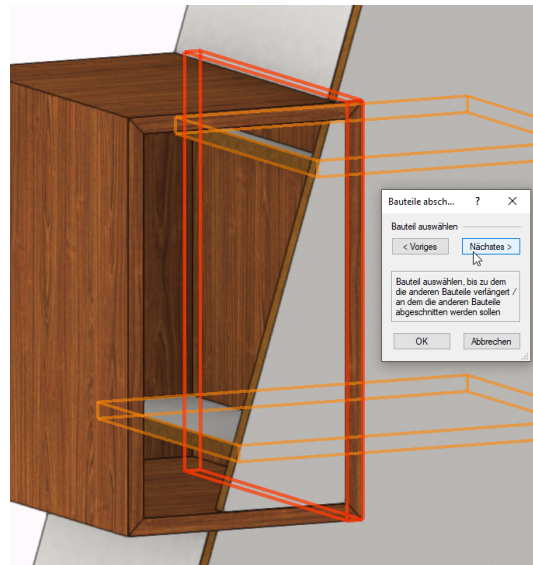 Bauteile absch... ? ×
Bauteil auswählen
< Voriges Nächstes >
Bauteil auswählen, bis zu dem
die anderen Bauteile verlängert /
an dem die anderen Bauteile
abgeschnitten werden sollen
OK Abbrechen